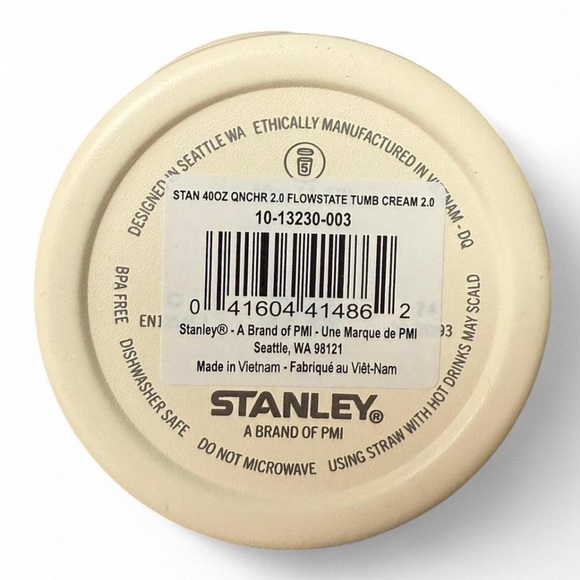 DESIGNED IN SEATTLE WA ETHICALLY MANUFACTURED IN VIETNAM - DQ
5
STAN 40OZ QNCHR 2.0 FLOWSTATE TUMB CREAM 2.0
10-13230-003
0 41604 41486 2
Stanley® - A Brand of PMI - Une Marque de PMI
Seattle, WA 98121
Made in Vietnam - Fabriqué au Viêt-Nam
STANLEY®
A BRAND OF PMI
BPA FREE DISHWASHER SAFE DO NOT MICROWAVE USING STRAW WITH HOT DRINKS MAY SCALD